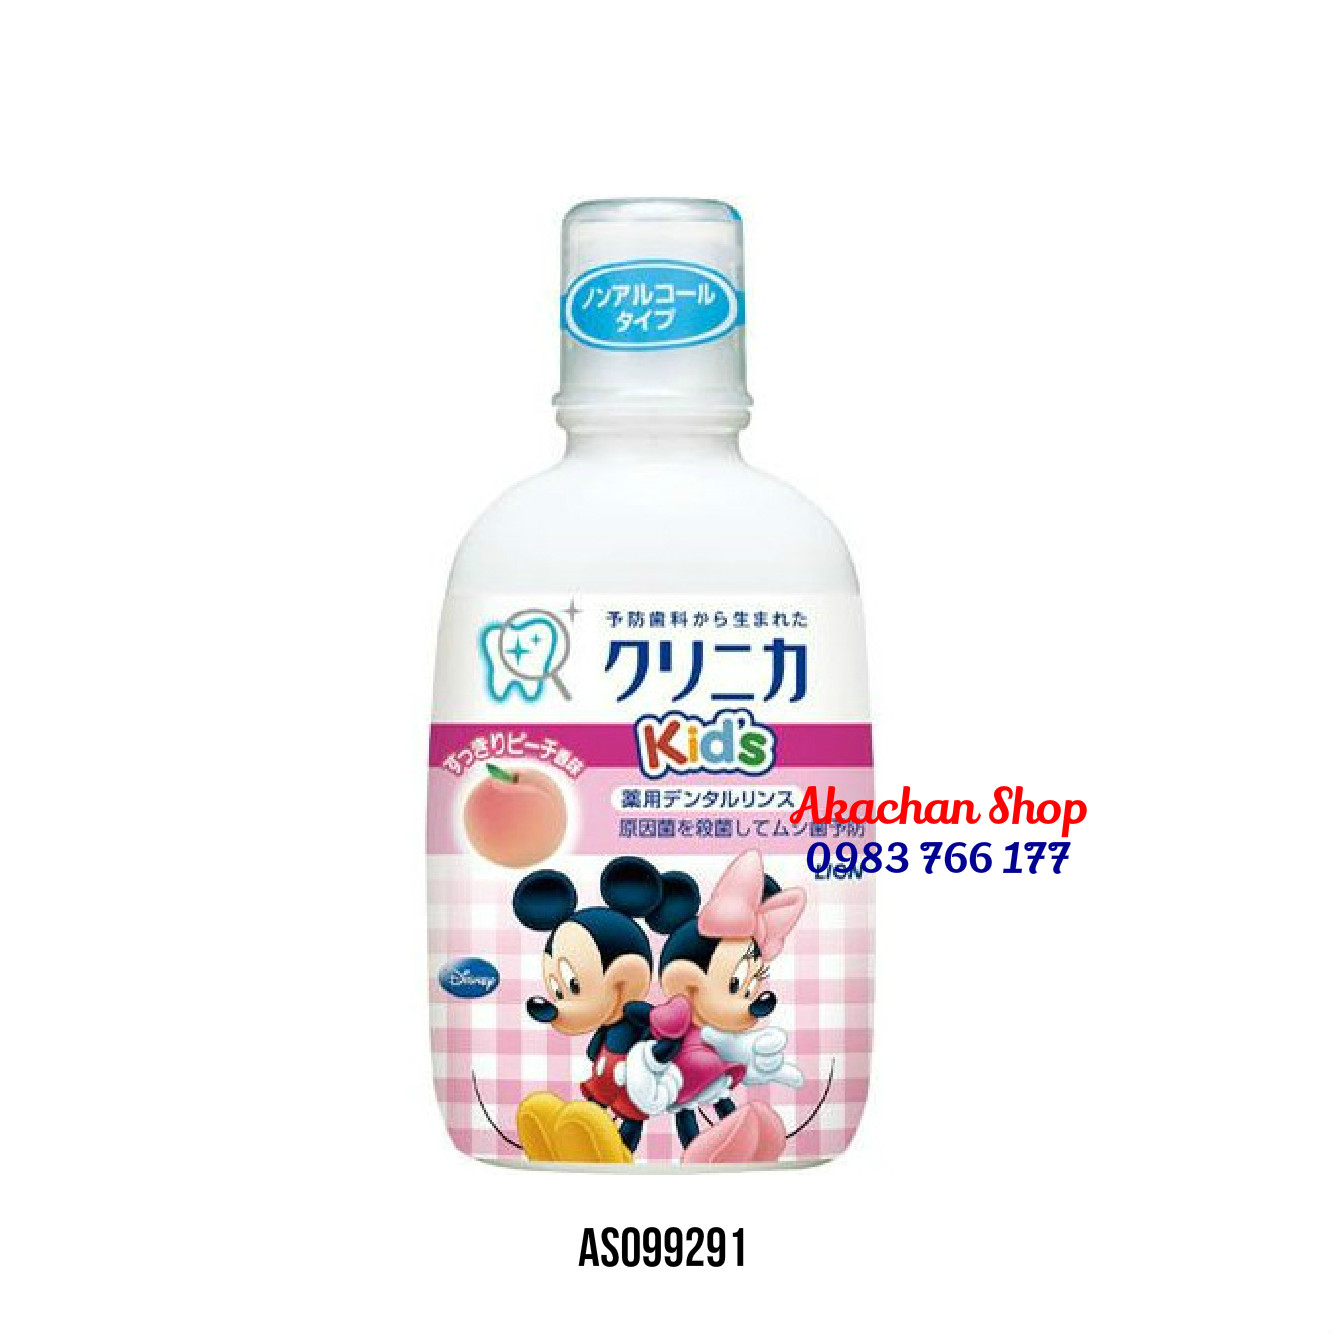 ノンアルコール
タイプ
予防歯科から生まれた
クリニカ
Kid's
すっきりピーチ香味
薬用デンタルリンス
原因菌を殺菌してムシ歯予防
Akachan Shop
0983 766 177
LION
Disney
AS099291